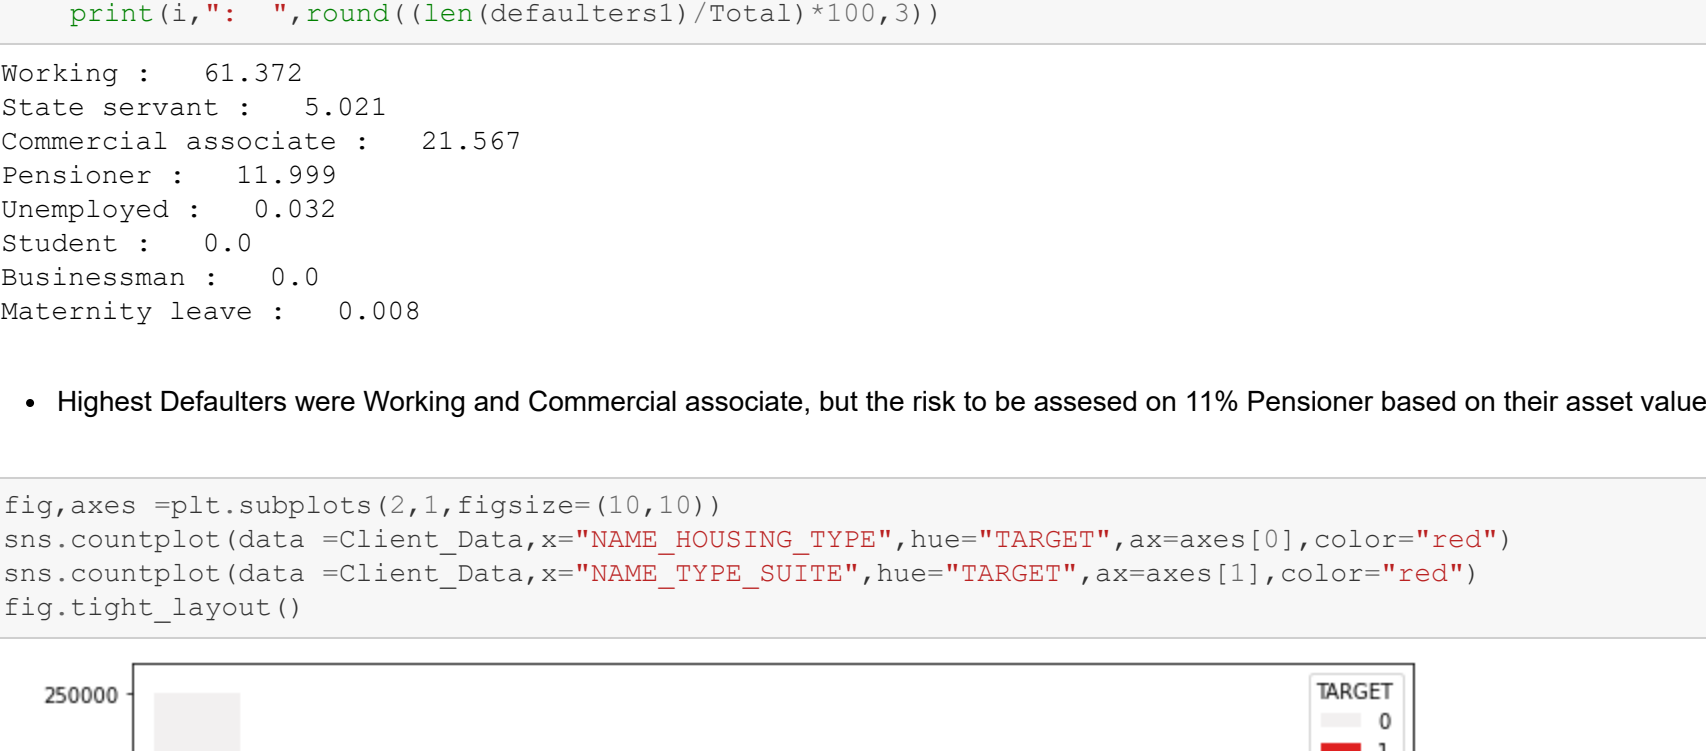 print(i,":  ",round((len(defaulters1)/Total)*100,3))
Working :   61.372
State servant :   5.021
Commercial associate :   21.567
Pensioner :   11.999
Unemployed :   0.032
Student :   0.0
Businessman :   0.0
Maternity leave :   0.008
• Highest Defaulters were Working and Commercial associate, but the risk to be assesed on 11% Pensioner based on their asset value
fig,axes =plt.subplots(2,1,figsize=(10,10))
sns.countplot(data =Client_Data,x="NAME_HOUSING_TYPE",hue="TARGET",ax=axes[0],color="red")
sns.countplot(data =Client_Data,x="NAME_TYPE_SUITE",hue="TARGET",ax=axes[1],color="red")
fig.tight_layout()
250000
TARGET
0
1